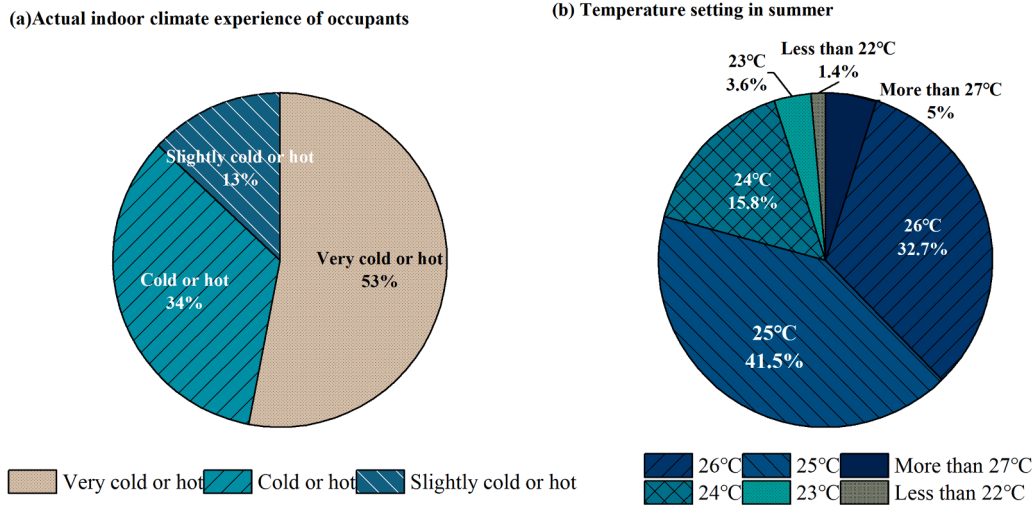 (a)Actual indoor climate experience of occupants
Slightly cold or hot
13%
Cold or hot
34%
Very cold or hot
53%
Very cold or hot
Cold or hot
Slightly cold or hot
(b) Temperature setting in summer
Less than 22℃
1.4%
23℃
3.6%
More than 27℃
5%
24℃
15.8%
26℃
32.7%
25℃
41.5%
26℃
25℃
More than 27℃
24℃
23℃
Less than 22℃